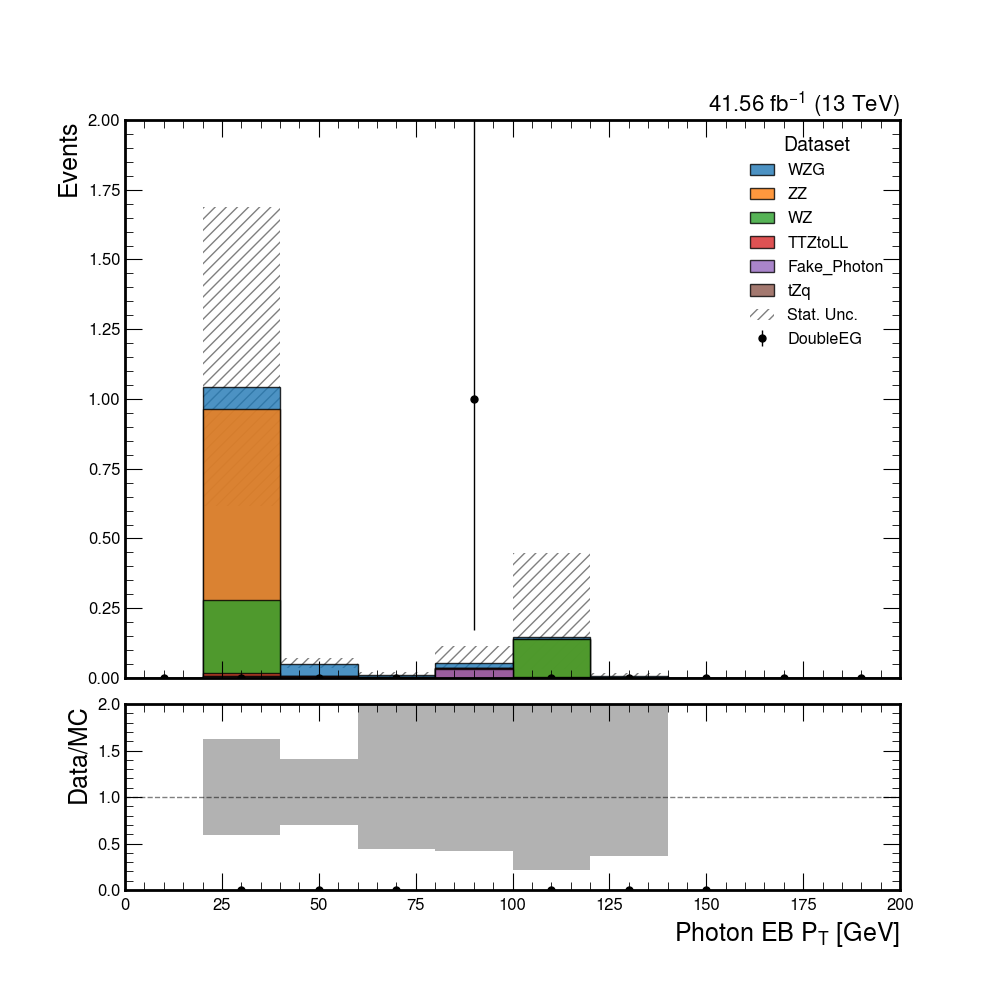 41.56 fb⁻¹ (13 TeV)
Events
2.00
1.75
1.50
1.25
1.00
0.75
0.50
0.25
0.00
Dataset
WZG
ZZ
WZ
TTZtoLL
Fake_Photon
tZq
Stat. Unc.
DoubleEG
Data/MC
2.0
1.5
1.0
0.5
0.0
0 25 50 75 100 125 150 175 200
Photon EB P_T [GeV]